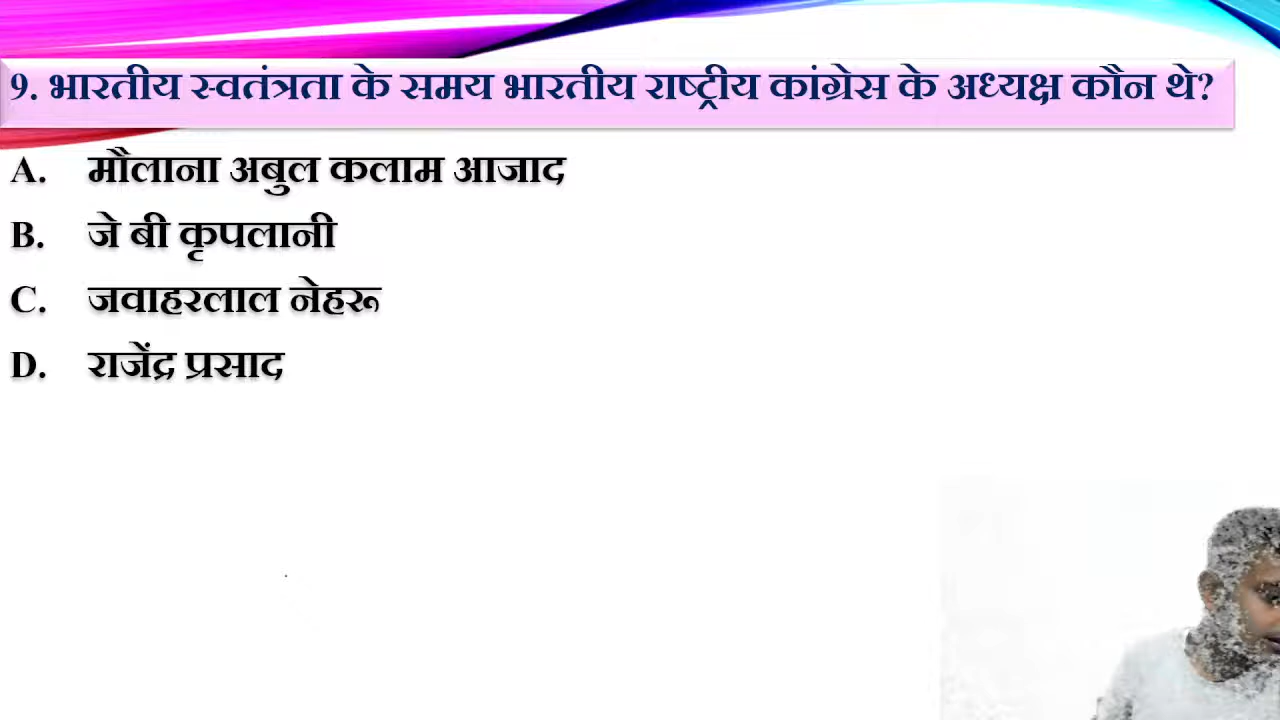 9. भारतीय स्वतंत्रता के समय भारतीय राष्ट्रीय कांग्रेस के अध्यक्ष कौन थे?
A. मौलाना अबुल कलाम आजाद
B. जे बी कृपलानी
C. जवाहरलाल नेहरू
D. राजेंद्र प्रसाद